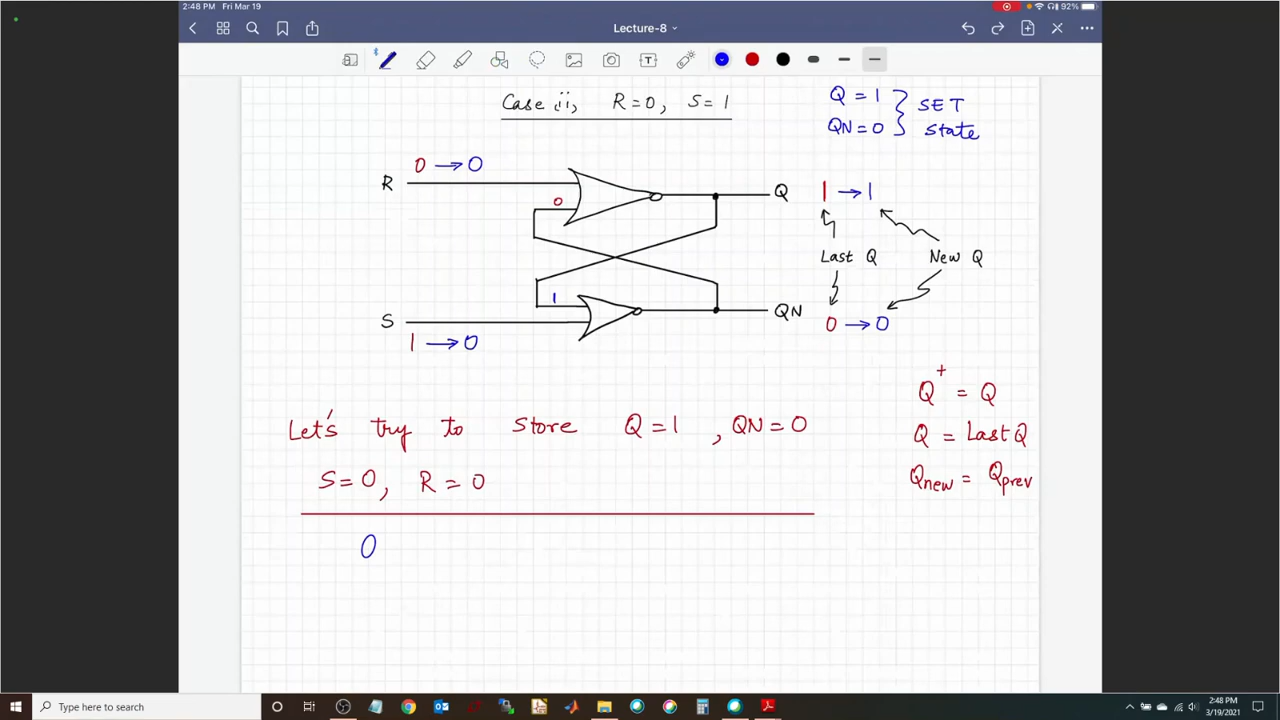 2:48 PM Fri Mar 19
92%
Lecture-8
Case ii, R=0, S=1
Q = 1
QN = 0
SET
State
R
0 → 0
0
Q
1 → 1
Last Q
New Q
1
S
1 → 0
QN
0 → 0
Q⁺ = Q
Let's try to store Q=1, QN=0
Q = Last Q
S=0, R=0
Qnew = Qprev
0
Type here to search
2:48 PM
3/19/2021